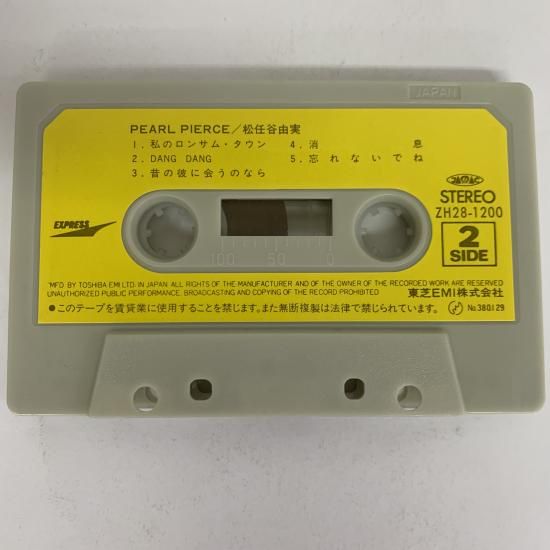 JAPAN
PEARL PIERCE/松任谷由実
1. 私のロンサム・タウン
2. DANG DANG
3. 昔の彼に会うのなら
4. 消息
5. 忘れないでね
EXPRESS
STEREO
ZH28-1200
2
SIDE
100 50 0
*MFD BY TOSHIBA EMI LTD. IN JAPAN ALL RIGHTS OF THE MANUFACTURER AND OF THE OWNER OF THE RECORDED WORK ARE RESERVED
UNAUTHORIZED PUBLIC PERFORMANCE. BROADCASTING AND COPYING OF THE RECORD PROHIBITED
東芝EMI株式会社
●このテープを賃貸業に使用することを禁じます。また無断複製は法律で禁じられています。
No.380129